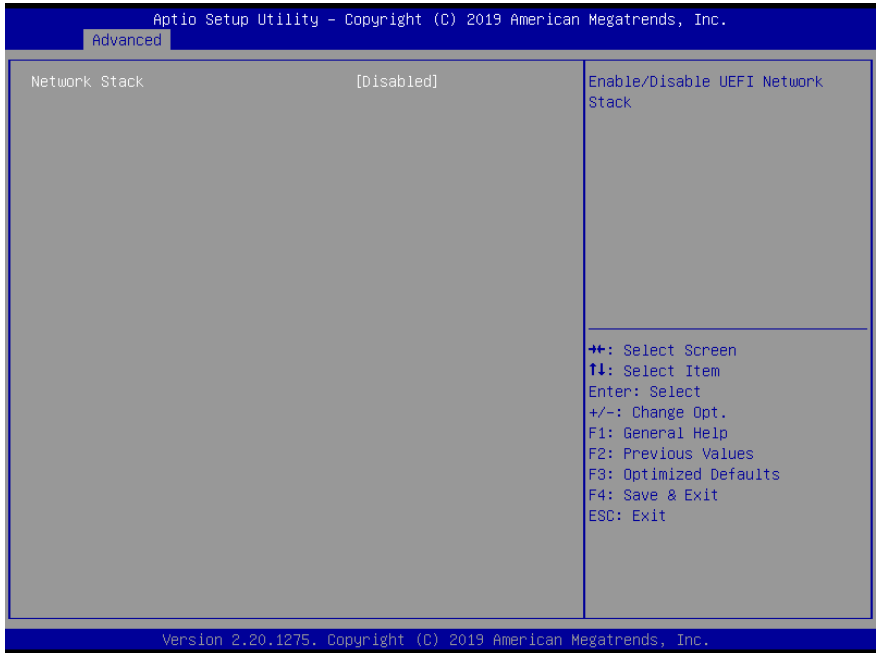 Aptio Setup Utility – Copyright (C) 2019 American Megatrends, Inc.
Advanced
Network Stack [Disabled]
Enable/Disable UEFI Network
Stack
→←: Select Screen
↑↓: Select Item
Enter: Select
+/-: Change Opt.
F1: General Help
F2: Previous Values
F3: Optimized Defaults
F4: Save & Exit
ESC: Exit
Version 2.20.1275. Copyright (C) 2019 American Megatrends, Inc.